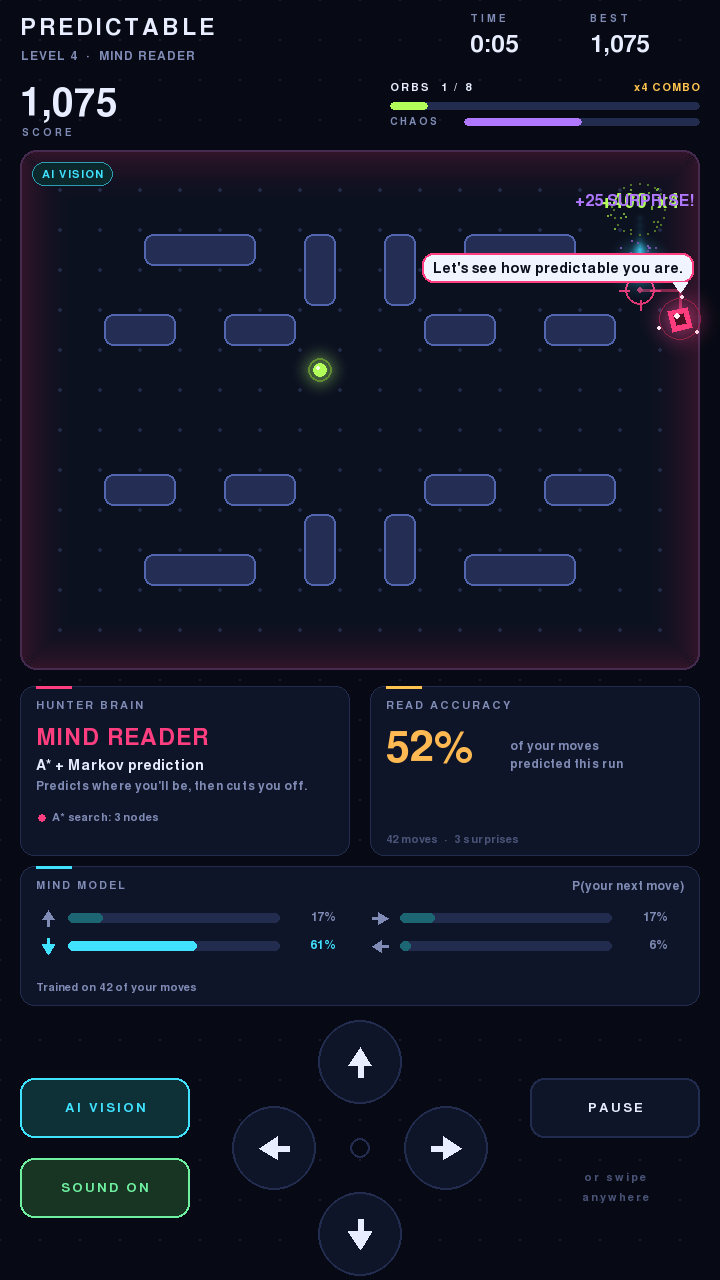 PREDICTABLE
LEVEL 4 · MIND READER
TIME
0:05
BEST
1,075
1,075
SCORE
ORBS 1 / 8
x4 COMBO
CHAOS
AI VISION
+25 SURPRISE!
+400 x4
Let's see how predictable you are.
HUNTER BRAIN
MIND READER
A* + Markov prediction
Predicts where you'll be, then cuts you off.
A* search: 3 nodes
READ ACCURACY
52%
of your moves
predicted this run
42 moves · 3 surprises
MIND MODEL
P(your next move)
17%
17%
61%
6%
Trained on 42 of your moves
AI VISION
SOUND ON
PAUSE
or swipe
anywhere